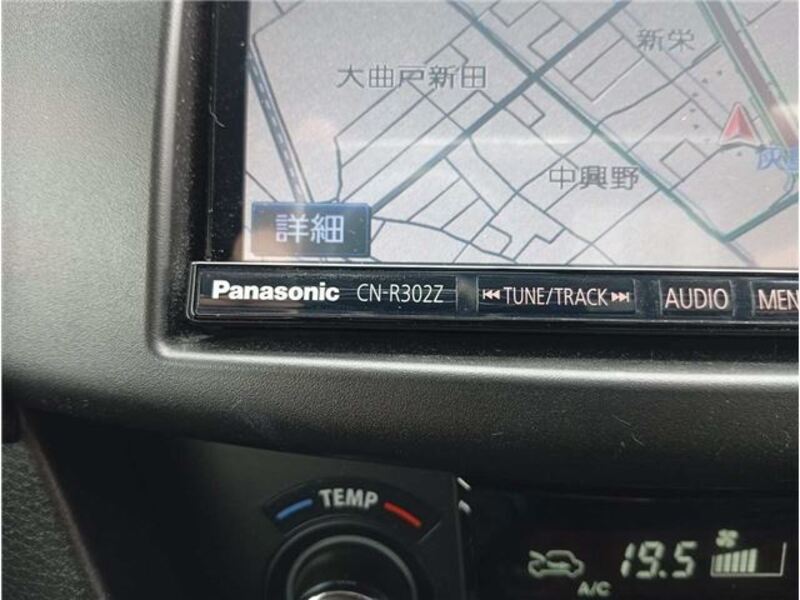 新栄
大曲戸新田
中興野
詳細
Panasonic CN-R302Z TUNE/TRACK AUDIO MEN
TEMP
19.5
A/C